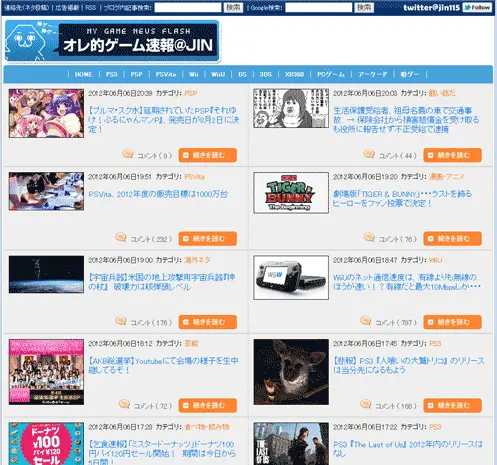 連絡先(ネタ投稿) | 広告掲載 | RSS | ブログ内記事検索: 検索 | Google検索: 検索 twitter@jin115 Follow
MY GAME NEWS FLASH
オレ的ゲーム速報@JIN
| HOME | PS3 | PSP | PSVita | Wii | WiiU | DS | 3DS | XB360 | PCゲーム | アーケード | 萌ゲー |
2012年06月06日20:39 カテゴリ: PSP
【ブルマ・スク水】延期されていたPSP『それゆ
け!ぶるにゃんマンP』、発売日が8月2日に決
定!
コメント( 9 ) 続きを読む
2012年06月06日20:03 カテゴリ: 酷い話だ
生活保護受給者、祖母名義の車で交通事
故 → 保険会社から損害賠償金を受け取る
も役所に報告せず不正受給で逮捕
コメント( 44 ) 続きを読む
2012年06月06日19:51 カテゴリ: PSVita
PSVita、2012年度の販売目標は1000万台
コメント( 232 ) 続きを読む
2012年06月06日19:20 カテゴリ: 漫画・アニメ
劇場版「TIGER & BUNNY」・・・ラストを飾る
ヒーローをファン投票で決定!
TIGER & BUNNY
The Beginning
コメント( 76 ) 続きを読む
2012年06月06日19:00 カテゴリ: 海外ネタ
【宇宙兵器】米国の地上攻撃用宇宙兵器『神
の杖』 破壊力は核弾頭レベル
コメント( 176 ) 続きを読む
2012年06月06日18:47 カテゴリ: WiiU
WiiUのネット通信速度は、有線よりも無線の
ほうが速い!?有線だと最大10Mbpsしか・・・
WiiU
コメント( 797 ) 続きを読む
2012年06月06日18:12 カテゴリ: 芸能
【AKB総選挙】Youtubeにて会場の様子を生中
継してるぞ!
コメント( 72 ) 続きを読む
2012年06月06日17:45 カテゴリ: PS3
【悲報】 PS3『人喰いの大鷲トリコ』のリリース
は当分先になるもよう
コメント( 168 ) 続きを読む
2012年06月06日17:28 カテゴリ: 食べ物・飲み物
【乞食速報】「ミスタードーナッツ」ドーナツ100
円パイ120円セール開始! 期間は今日から
5日間!
ドーナツ
¥100
パイ¥120
セール
2012年06月06日17:22 カテゴリ: PS3
PS3『The Last of Us』 2012年内のリリースは
なし
THE LAST OF US